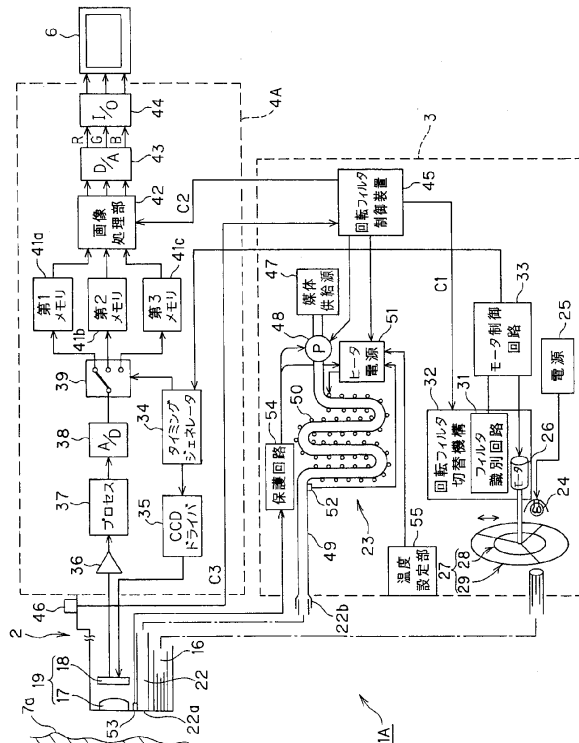 6
4A
I/O
44
R
G
B
D/A
43
画像
処理部
42
C2
41a
41c
第1
メモリ
第2
メモリ
第3
メモリ
41b
39
A/D
38
34
タイミング
ジェネレータ
プロセス
37
35
CCD
ドライバ
36
C3
46
2
19
18
17
7a
53
22a
22
16
3
回転フィルタ
制御装置
45
47
媒体
供給源
48
P
51
ヒータ
電源
50
54
保護回路
52
49
23
22b
55
温度
設定部
C1
33
モータ制御
回路
32
回転フィルタ
切替機構
31
フィルタ
識別回路
25
電源
26
モータ
24
27
28
29
1A